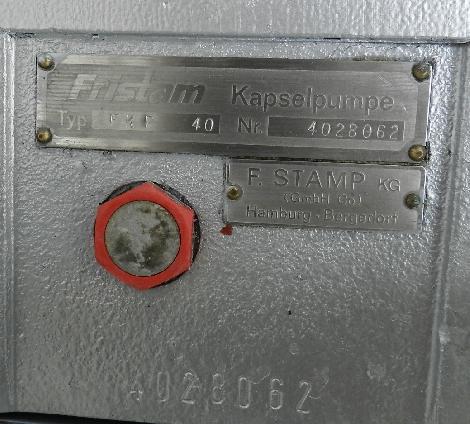 Fristam Kapselpumpe
Typ FKF 40 Nr. 4028062
F. STAMP KG
(GmbH Co)
Hamburg-Bergedorf
4028062